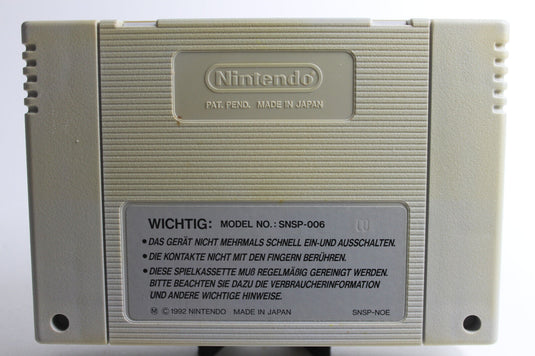 Nintendo
PAT. PEND. MADE IN JAPAN
WICHTIG: MODEL NO.: SNSP-006
• DAS GERÄT NICHT MEHRMALS SCHNELL EIN-UND AUSSCHALTEN.
• DIE KONTAKTE NICHT MIT DEN FINGERN BERÜHREN.
• DIESE SPIELKASSETTE MUß REGELMÄßIG GEREINIGT WERDEN.
BITTE BEACHTEN SIE DAZU DIE VERBRAUCHERINFORMATION
UND ANDERE WICHTIGE HINWEISE.
Ⓜ © 1992 NINTENDO MADE IN JAPAN SNSP-NOE